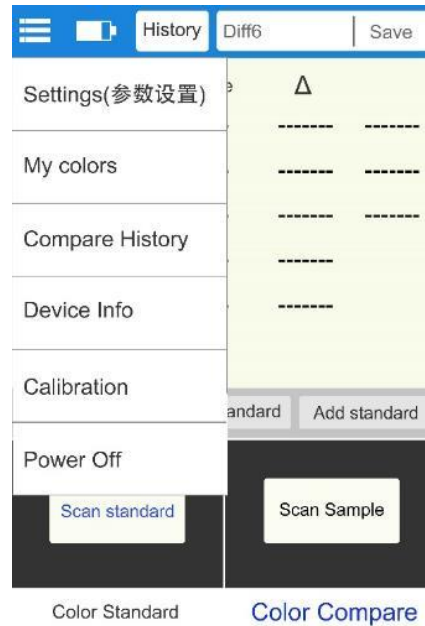 History Diff6 Save
Settings(参数设置)
e Δ
------- -------
My colors
------- -------
------- -------
Compare History
-------
Device Info
-------
Calibration
andard Add standard
Power Off
Scan standard Scan Sample
Color Standard Color Compare